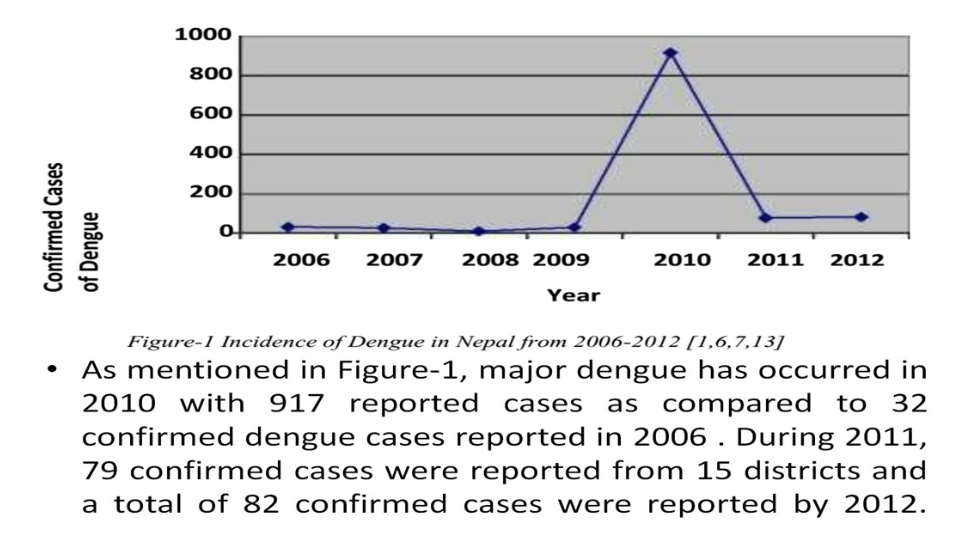 1000
800
600
400
200
0
Confirmed Cases
of Dengue
2006 2007 2008 2009 2010 2011 2012
Year
Figure-1 Incidence of Dengue in Nepal from 2006-2012 [1,6,7,13]
• As mentioned in Figure-1, major dengue has occurred in
2010 with 917 reported cases as compared to 32
confirmed dengue cases reported in 2006 . During 2011,
79 confirmed cases were reported from 15 districts and
a total of 82 confirmed cases were reported by 2012.